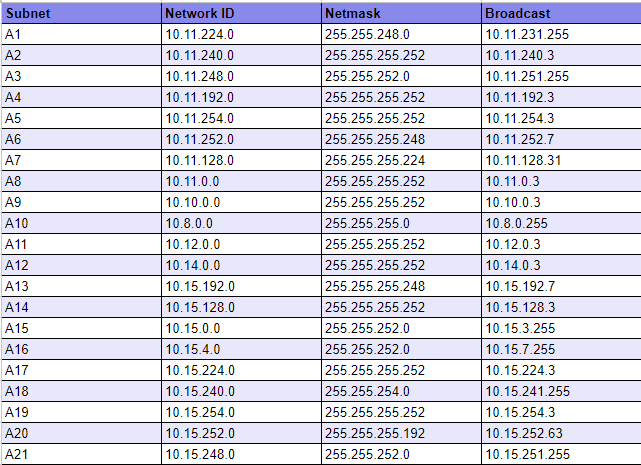 Subnet Network ID Netmask Broadcast
A1 10.11.224.0 255.255.248.0 10.11.231.255
A2 10.11.240.0 255.255.255.252 10.11.240.3
A3 10.11.248.0 255.255.252.0 10.11.251.255
A4 10.11.192.0 255.255.255.252 10.11.192.3
A5 10.11.254.0 255.255.255.252 10.11.254.3
A6 10.11.252.0 255.255.255.248 10.11.252.7
A7 10.11.128.0 255.255.255.224 10.11.128.31
A8 10.11.0.0 255.255.255.252 10.11.0.3
A9 10.10.0.0 255.255.255.252 10.10.0.3
A10 10.8.0.0 255.255.255.0 10.8.0.255
A11 10.12.0.0 255.255.255.252 10.12.0.3
A12 10.14.0.0 255.255.255.252 10.14.0.3
A13 10.15.192.0 255.255.255.248 10.15.192.7
A14 10.15.128.0 255.255.255.252 10.15.128.3
A15 10.15.0.0 255.255.252.0 10.15.3.255
A16 10.15.4.0 255.255.252.0 10.15.7.255
A17 10.15.224.0 255.255.255.252 10.15.224.3
A18 10.15.240.0 255.255.254.0 10.15.241.255
A19 10.15.254.0 255.255.255.252 10.15.254.3
A20 10.15.252.0 255.255.255.192 10.15.252.63
A21 10.15.248.0 255.255.252.0 10.15.251.255